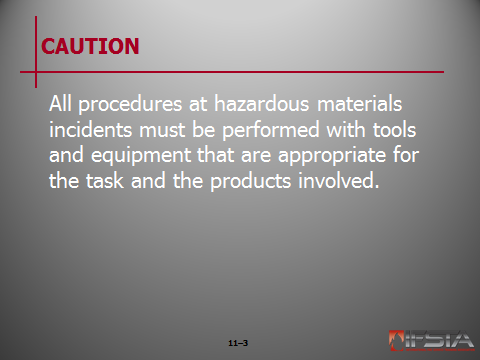 CAUTION
All procedures at hazardous materials
incidents must be performed with tools
and equipment that are appropriate for
the task and the products involved.
11–3
IFSTA